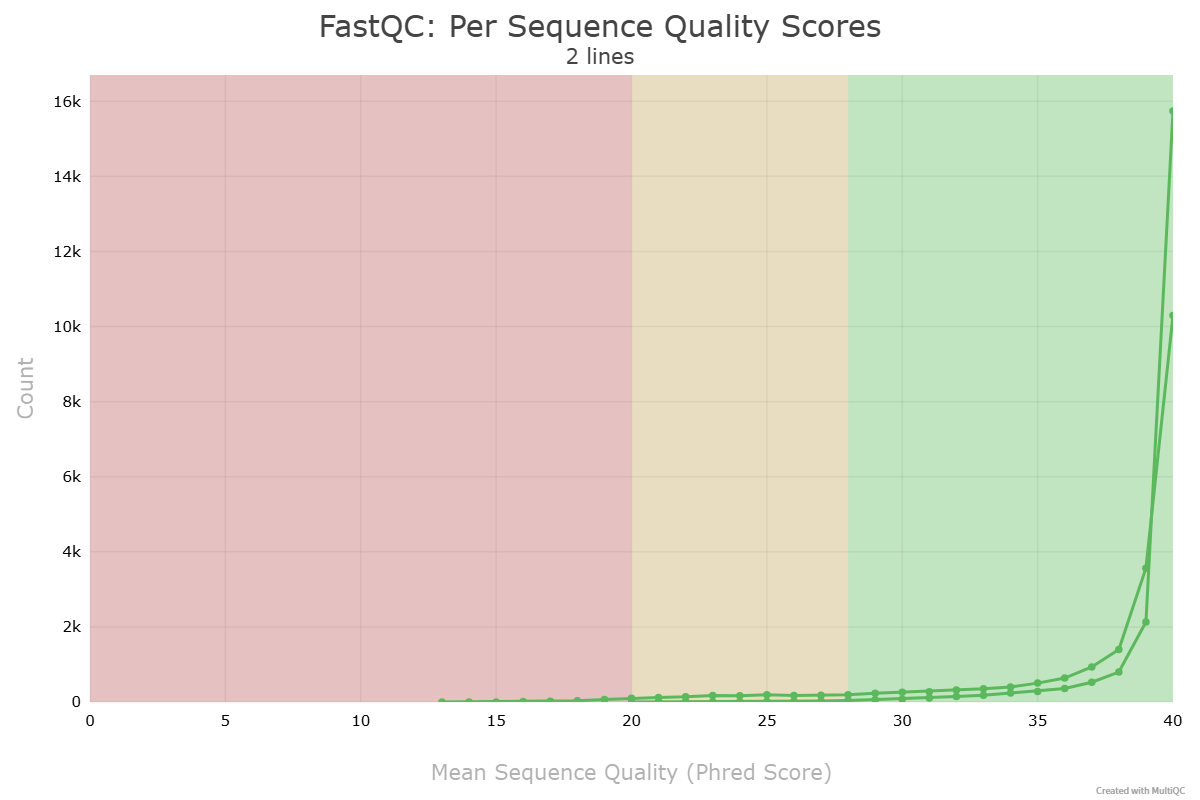 FastQC: Per Sequence Quality Scores
2 lines
16k
14k
12k
10k
8k
6k
4k
2k
0
Count
0 5 10 15 20 25 30 35 40
Mean Sequence Quality (Phred Score)
Created with MultiQC